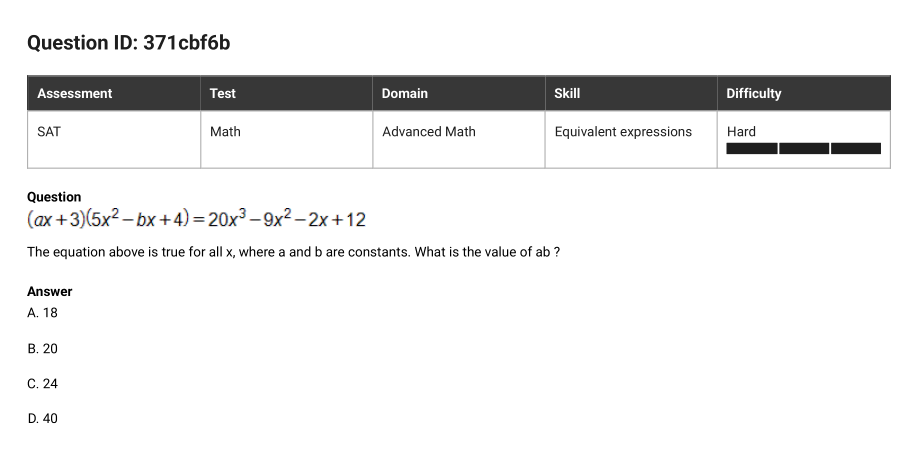 Question ID: 371cbf6b
Assessment Test Domain Skill Difficulty
SAT Math Advanced Math Equivalent expressions Hard
Question
(ax+3)(5x²−bx+4)=20x³−9x²−2x+12
The equation above is true for all x, where a and b are constants. What is the value of ab ?
Answer
A. 18
B. 20
C. 24
D. 40